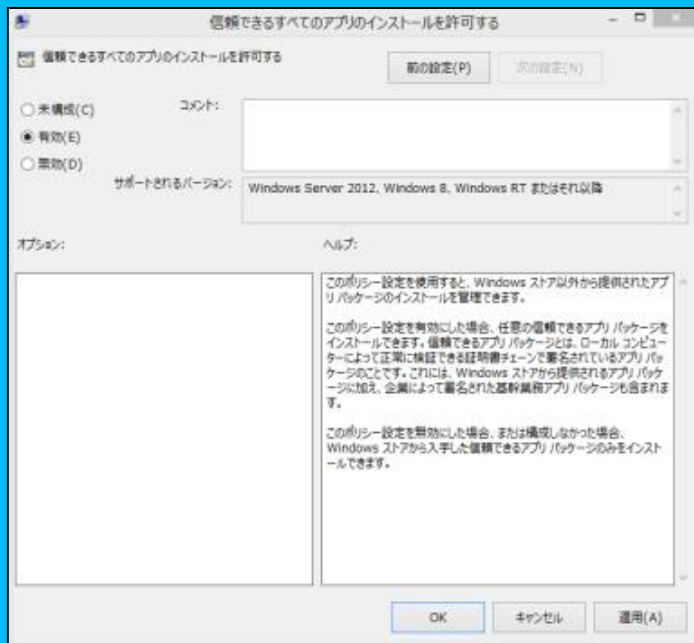 信頼できるすべてのアプリのインストールを許可する
信頼できるすべてのアプリのインストールを許可する
前の設定(P)
次の設定(N)
未構成(C)
有効(E)
無効(D)
コメント:
サポートされるバージョン:
Windows Server 2012, Windows 8, Windows RT またはそれ以降
オプション:
ヘルプ:
このポリシー設定を使用すると、Windows ストア以外から提供されたアプ
リ パッケージのインストールを管理できます。
このポリシー設定を有効にした場合、任意の信頼できるアプリ パッケージを
インストールできます。信頼できるアプリ パッケージとは、ローカル コンピュー
ターによって正常に検証できる証明書チェーンで署名されているアプリ パッ
ケージのことです。これには、Windows ストアから提供されるアプリ パッケ
ージに加え、企業によって署名された基幹業務アプリ パッケージも含まれま
す。
このポリシー設定を無効にした場合、または構成しなかった場合、
Windows ストアから入手した信頼できるアプリ パッケージのみをインスト
ールできます。
OK
キャンセル
適用(A)